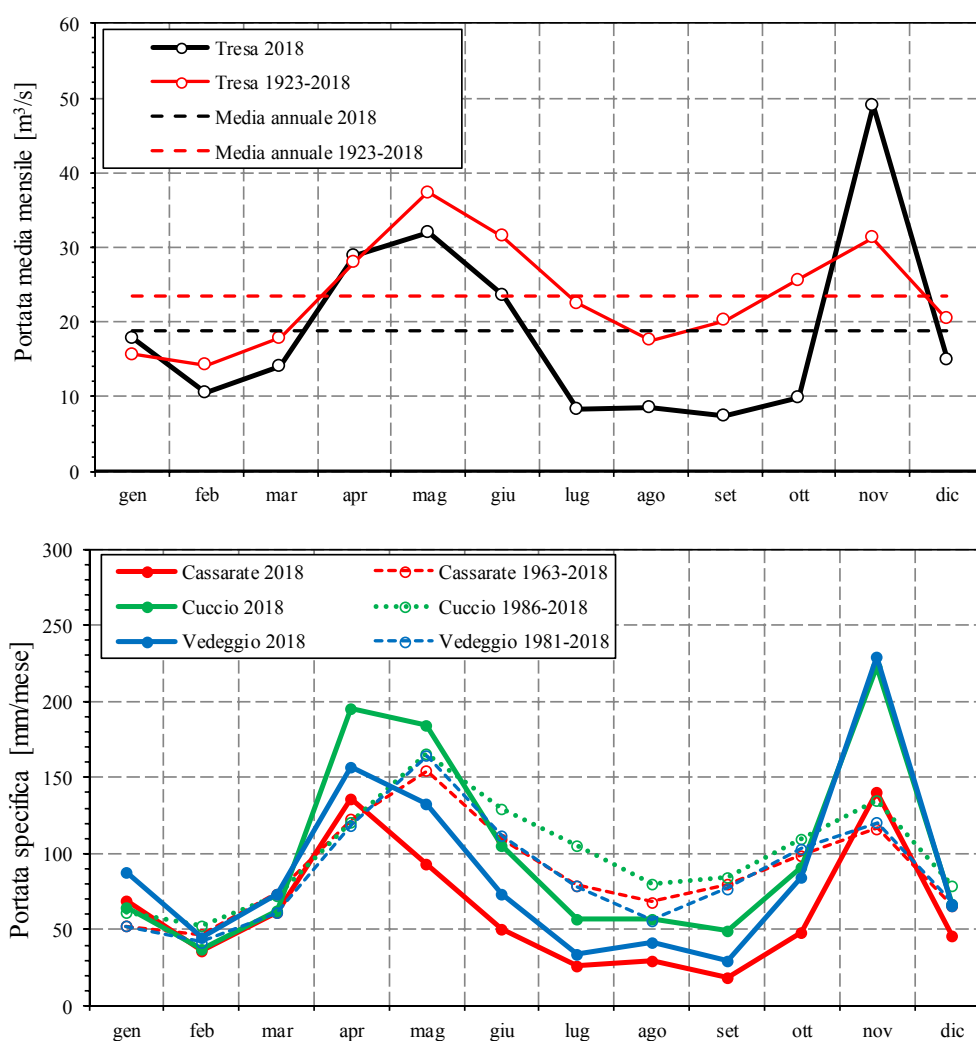 Portata media mensile [m³/s]
60
50
40
30
20
10
0
Tresa 2018
Tresa 1923-2018
Media annuale 2018
Media annuale 1923-2018
gen feb mar apr mag giu lug ago set ott nov dic
Portata specifica [mm/mese]
300
250
200
150
100
50
0
Cassarate 2018 Cassarate 1963-2018
Cuccio 2018 Cuccio 1986-2018
Vedeggio 2018 Vedeggio 1981-2018
gen feb mar apr mag giu lug ago set ott nov dic